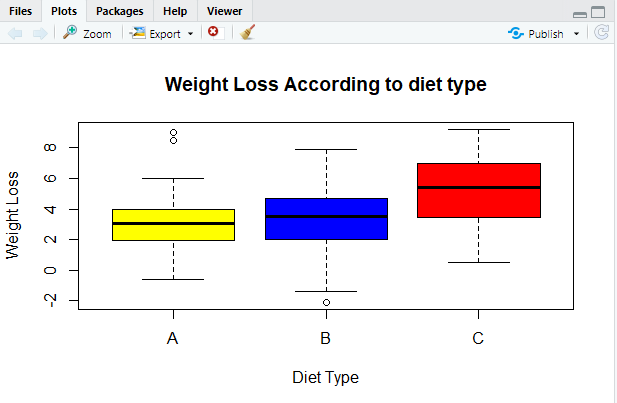 Files Plots Packages Help Viewer
Zoom Export Publish
Weight Loss According to diet type
Weight Loss
8
6
4
2
0
-2
A B C
Diet Type